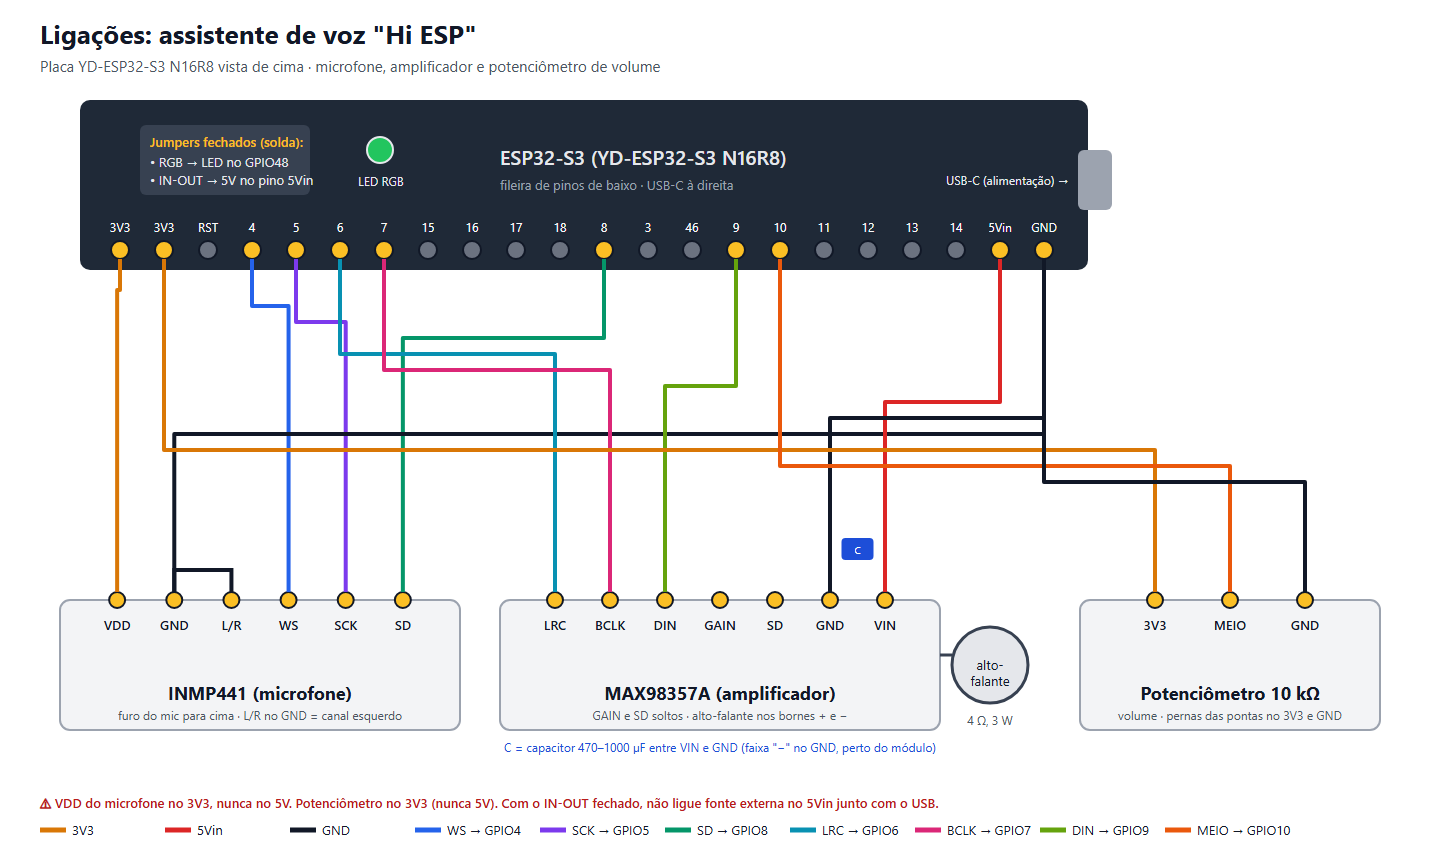 Ligações: assistente de voz "Hi ESP"
Placa YD-ESP32-S3 N16R8 vista de cima · microfone, amplificador e potenciômetro de volume
Jumpers fechados (solda):
• RGB → LED no GPIO48
• IN-OUT → 5V no pino 5Vin
LED RGB
ESP32-S3 (YD-ESP32-S3 N16R8)
fileira de pinos de baixo · USB-C à direita
USB-C (alimentação) →
3V3 3V3 RST 4 5 6 7 15 16 17 18 8 3 46 9 10 11 12 13 14 5Vin GND
C
VDD GND L/R WS SCK SD
INMP441 (microfone)
furo do mic para cima · L/R no GND = canal esquerdo
LRC BCLK DIN GAIN SD GND VIN
MAX98357A (amplificador)
GAIN e SD soltos · alto-falante nos bornes + e −
alto-
falante
4 Ω, 3 W
3V3 MEIO GND
Potenciômetro 10 kΩ
volume · pernas das pontas no 3V3 e GND
C = capacitor 470–1000 µF entre VIN e GND (faixa "−" no GND, perto do módulo)
⚠ VDD do microfone no 3V3, nunca no 5V. Potenciômetro no 3V3 (nunca 5V). Com o IN-OUT fechado, não ligue fonte externa no 5Vin junto com o USB.
3V3 5Vin GND WS → GPIO4 SCK → GPIO5 SD → GPIO8 LRC → GPIO6 BCLK → GPIO7 DIN → GPIO9 MEIO → GPIO10